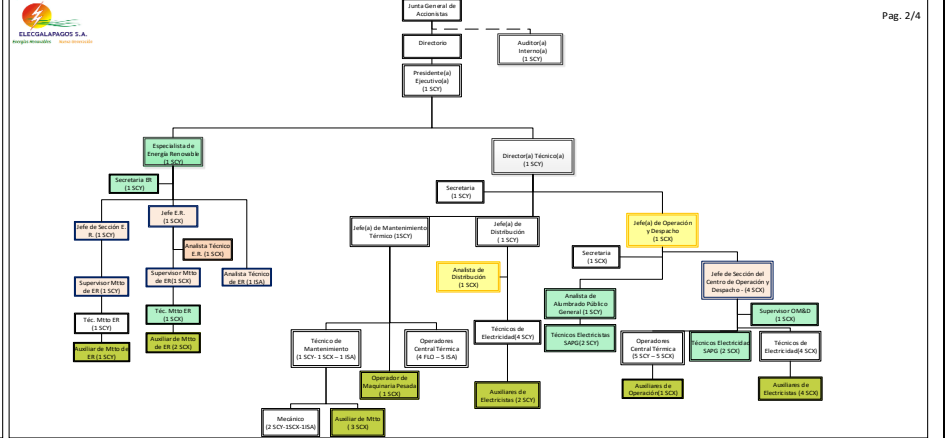 ELECGALAPAGOS S.A.
Pag. 2/4
Junta General de
Accionistas
Directorio
Auditor(a)
Interno(a)
(1 SCY)
Presidente(a)
Ejecutivo(a)
(1 SCY)
Especialista de
Energía Renovable
(1 SCY)
Director(a) Técnico(a)
(1 SCY)
Secretaria ER
(1 SCY)
Secretaria
(1 SCY)
Jefe de Sección E.
R. (1 SCY)
Jefe E.R.
(1 SCX)
Analista Técnico
E.R. (1 SCX)
Jefe(a) de Mantenimiento
Térmico (1SCY)
Jefe(a) de
Distribución
( 1 SCY)
Jefe(a) de Operación
y Despacho
(1 SCX)
Secretaria
(1 SCX)
Supervisor Mtto
de ER (1 SCY)
Supervisor Mtto
de ER(1 SCX)
Analista Técnico
de ER (1 ISA)
Analista de
Distribución
(1 SCX)
Jefe de Sección del
Centro de Operación y
Despacho - (4 SCX)
Analista de
Alumbrado Público
General (1 SCY)
Téc. Mtto ER
(1 SCY)
Téc. Mtto ER
(1 SCX)
Supervisor OM&D
(1 SCX)
Auxiliar de Mtto de
ER (1 SCY)
Auxiliar de Mtto
de ER (2 SCX)
Técnico de
Mantenimiento
(1 SCY- 1 SCX – 1 ISA)
Operadores
Central Térmica
(4 FLO – 5 ISA)
Técnicos de
Electricidad(4 SCY)
Técnicos Electricistas
SAPG(2 SCY)
Operadores
Central Térmica
(5 SCY – 5 SCX)
Técnicos Electricidad
SAPG (2 SCX)
Técnicos de
Electricidad(4 SCX)
Operador de
Maquinaria Pesada
( 1 SCX)
Auxiliares de
Electricistas (2 SCY)
Auxiliares de
Operación(1 SCX)
Auxiliares de
Electricistas (4 SCX)
Mecánico
(2 SCY-1SCX-1ISA)
Auxiliar de Mtto
( 3 SCX)